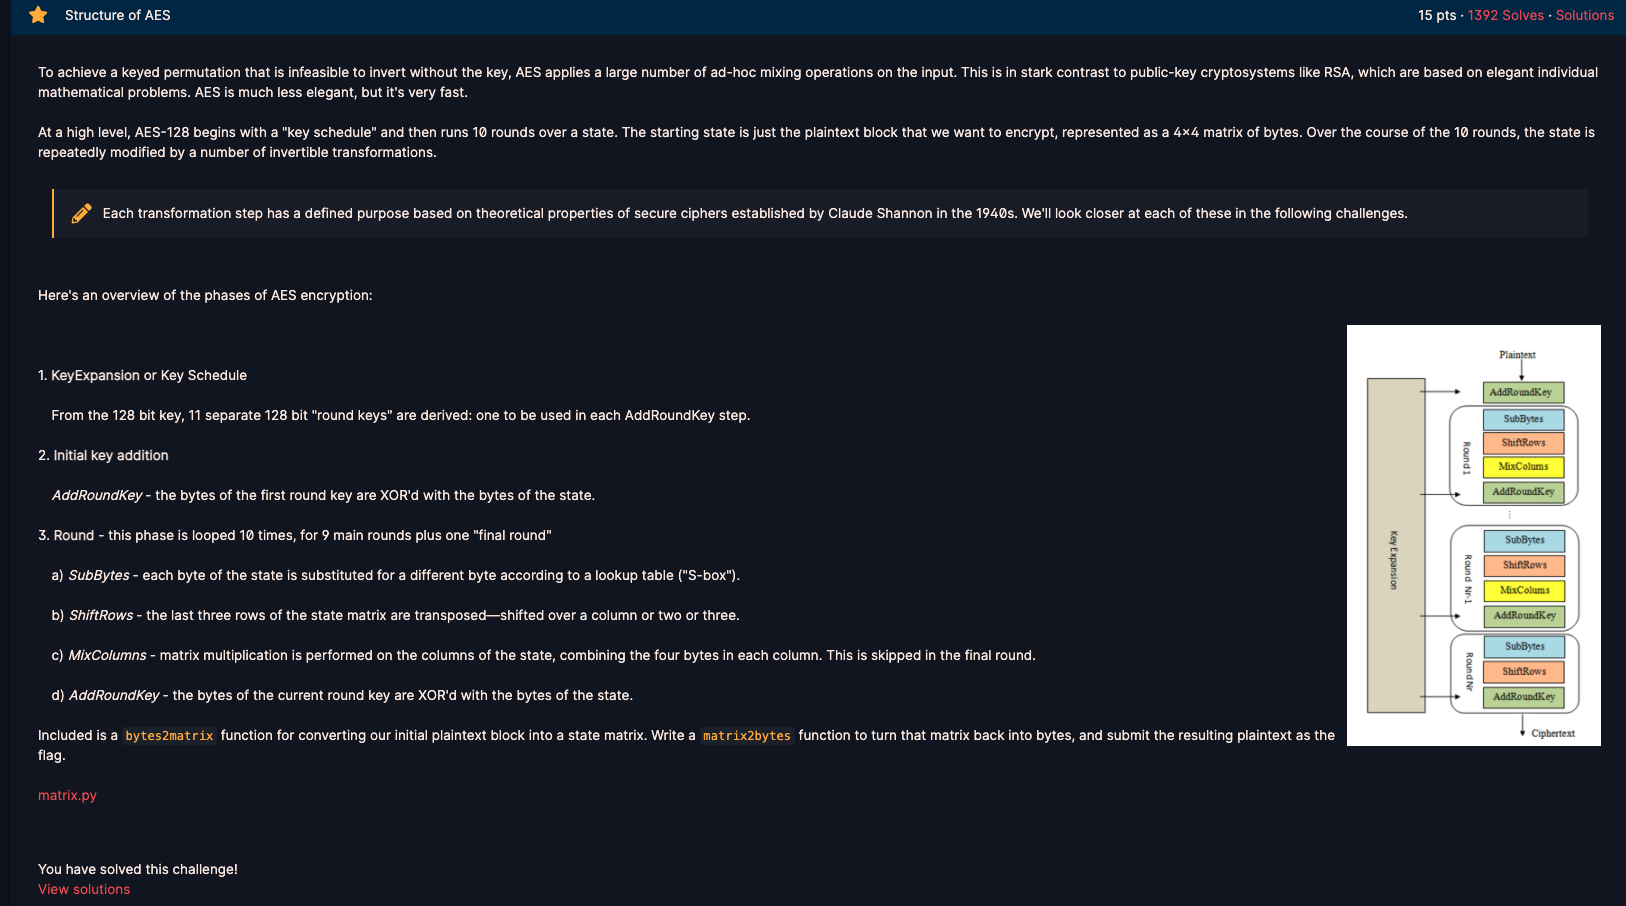 Structure of AES
15 pts · 1392 Solves · Solutions
To achieve a keyed permutation that is infeasible to invert without the key, AES applies a large number of ad-hoc mixing operations on the input. This is in stark contrast to public-key cryptosystems like RSA, which are based on elegant individual
mathematical problems. AES is much less elegant, but it's very fast.
At a high level, AES-128 begins with a "key schedule" and then runs 10 rounds over a state. The starting state is just the plaintext block that we want to encrypt, represented as a 4×4 matrix of bytes. Over the course of the 10 rounds, the state is
repeatedly modified by a number of invertible transformations.
Each transformation step has a defined purpose based on theoretical properties of secure ciphers established by Claude Shannon in the 1940s. We'll look closer at each of these in the following challenges.
Here's an overview of the phases of AES encryption:
1. KeyExpansion or Key Schedule
From the 128 bit key, 11 separate 128 bit "round keys" are derived: one to be used in each AddRoundKey step.
2. Initial key addition
AddRoundKey - the bytes of the first round key are XOR'd with the bytes of the state.
3. Round - this phase is looped 10 times, for 9 main rounds plus one "final round"
a) SubBytes - each byte of the state is substituted for a different byte according to a lookup table ("S-box").
b) ShiftRows - the last three rows of the state matrix are transposed—shifted over a column or two or three.
c) MixColumns - matrix multiplication is performed on the columns of the state, combining the four bytes in each column. This is skipped in the final round.
d) AddRoundKey - the bytes of the current round key are XOR'd with the bytes of the state.
Included is a bytes2matrix function for converting our initial plaintext block into a state matrix. Write a matrix2bytes function to turn that matrix back into bytes, and submit the resulting plaintext as the
flag.
matrix.py
You have solved this challenge!
View solutions
Plaintext
AddRoundKey
SubBytes
ShiftRows
MixColums
AddRoundKey
Round 1
⋮
SubBytes
ShiftRows
MixColums
AddRoundKey
Round Nr-1
SubBytes
ShiftRows
AddRoundKey
Round Nr
Key Expansion
Ciphertext